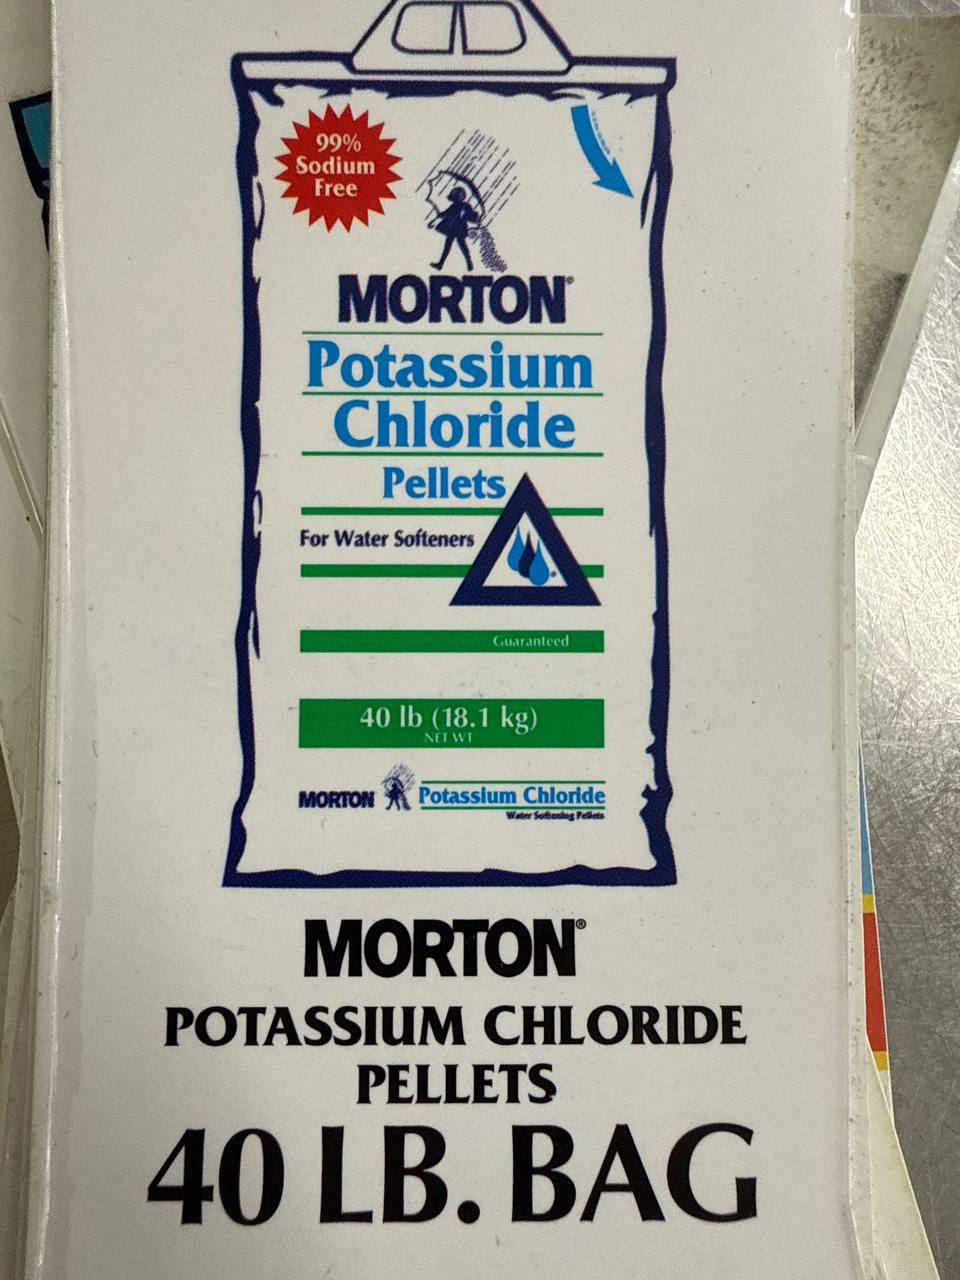 99%
Sodium
Free
MORTON®
Potassium
Chloride
Pellets
For Water Softeners
Guaranteed
40 lb (18.1 kg)
NET WT
MORTON Potassium Chloride
Water Softening Pellets
MORTON®
POTASSIUM CHLORIDE
PELLETS
40 LB. BAG